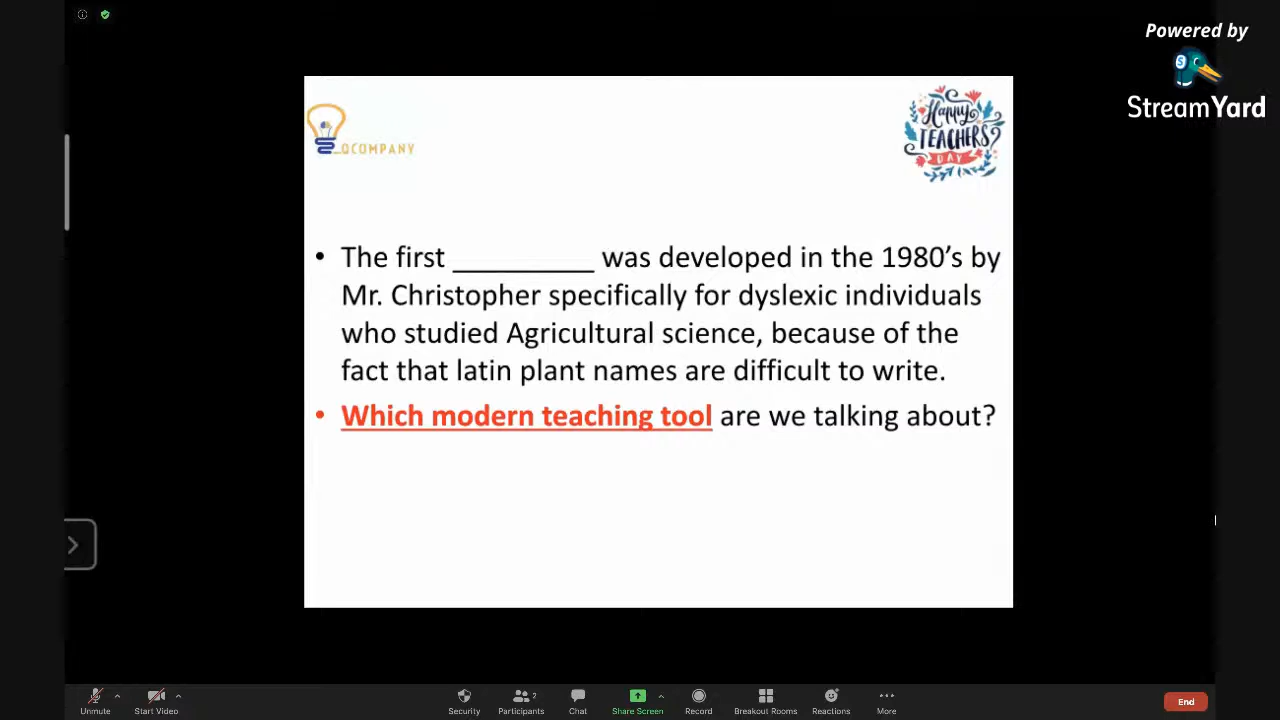 Powered by
StreamYard
QCOMPANY
Happy
TEACHERS'
DAY
• The first _________ was developed in the 1980's by
Mr. Christopher specifically for dyslexic individuals
who studied Agricultural science, because of the
fact that latin plant names are difficult to write.
• Which modern teaching tool are we talking about?
Unmute
Start Video
Security
Participants 2
Chat
Share Screen
Record
Breakout Rooms
Reactions
More
End